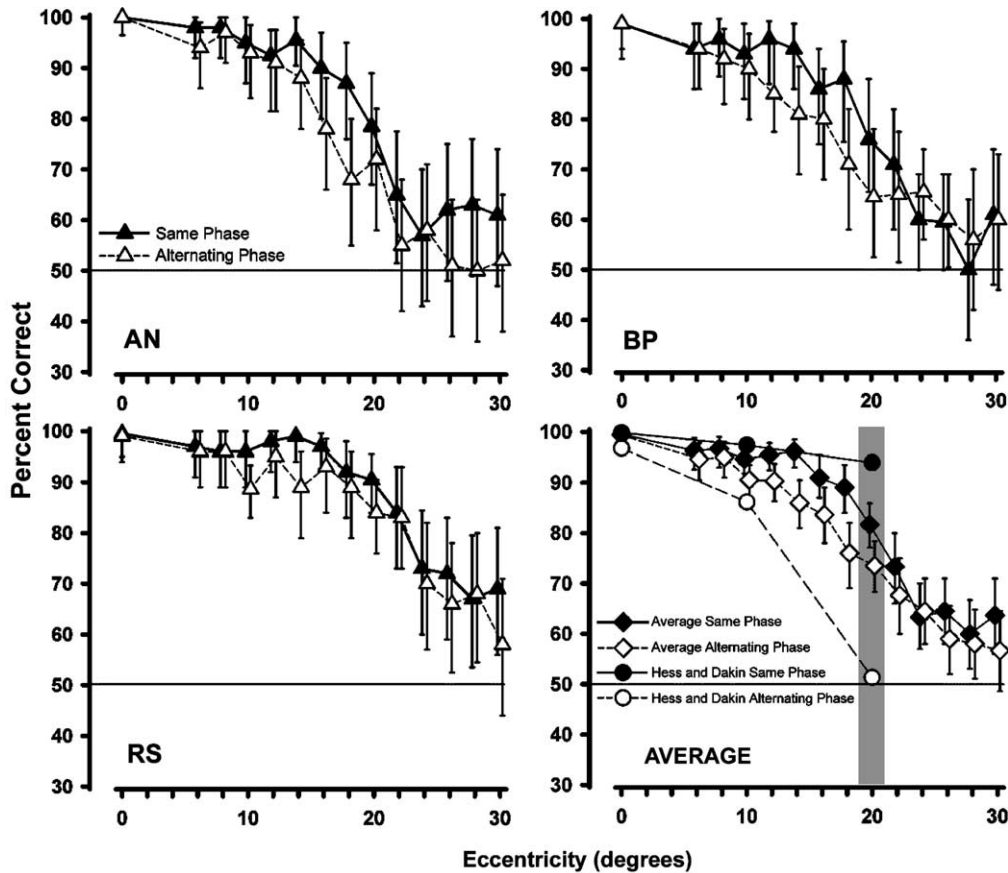 100
90
80
70
60
50
40
30
Same Phase
Alternating Phase
AN
0 10 20 30
100
90
80
70
60
50
40
30
BP
0 10 20 30
Percent Correct
100
90
80
70
60
50
40
30
RS
0 10 20 30
100
90
80
70
60
50
40
30
Average Same Phase
Average Alternating Phase
Hess and Dakin Same Phase
Hess and Dakin Alternating Phase
AVERAGE
0 10 20 30
Eccentricity (degrees)